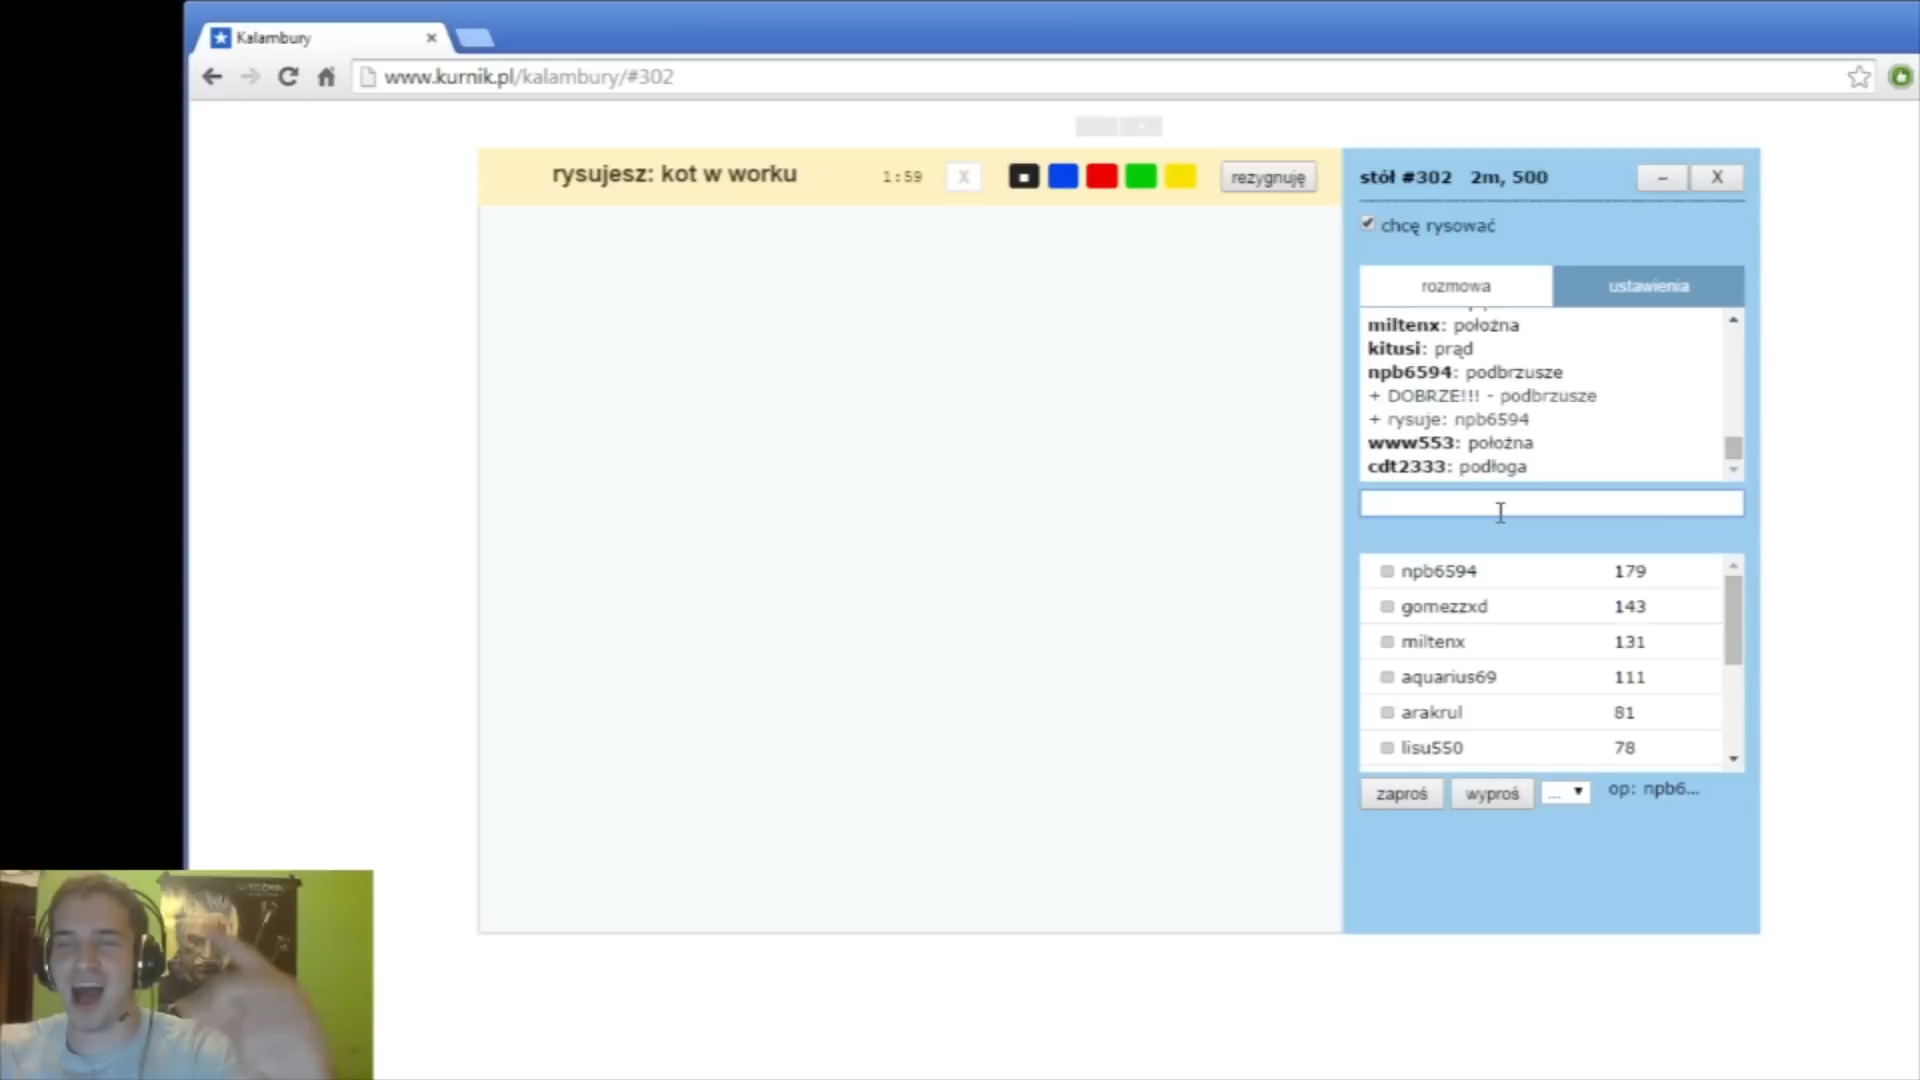 Kalambury
www.kurnik.pl/kalambury/#302
rysujesz: kot w worku
1:59
X
rezygnuję
stól #302 2m, 500
–
X
chcę rysować
rozmowa
ustawienia
miltenx: położna
kitusi: prąd
npb6594: podbrzusze
+ DOBRZE!!! - podbrzusze
+ rysuje: npb6594
www553: położna
cdt2333: podłoga
npb6594 179
gomezzxd 143
miltenx 131
aquarius69 111
arakrul 81
lisu550 78
zaproś
wyproś
...
op: npb6...